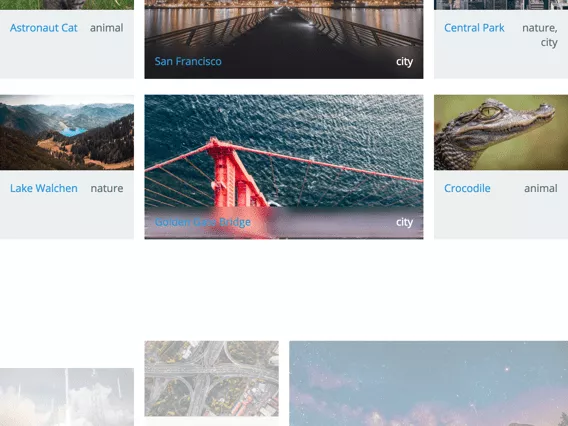 Astronaut Cat animal
San Francisco city
Central Park nature,
city
Lake Walchen nature
Golden Gate Bridge city
Crocodile animal